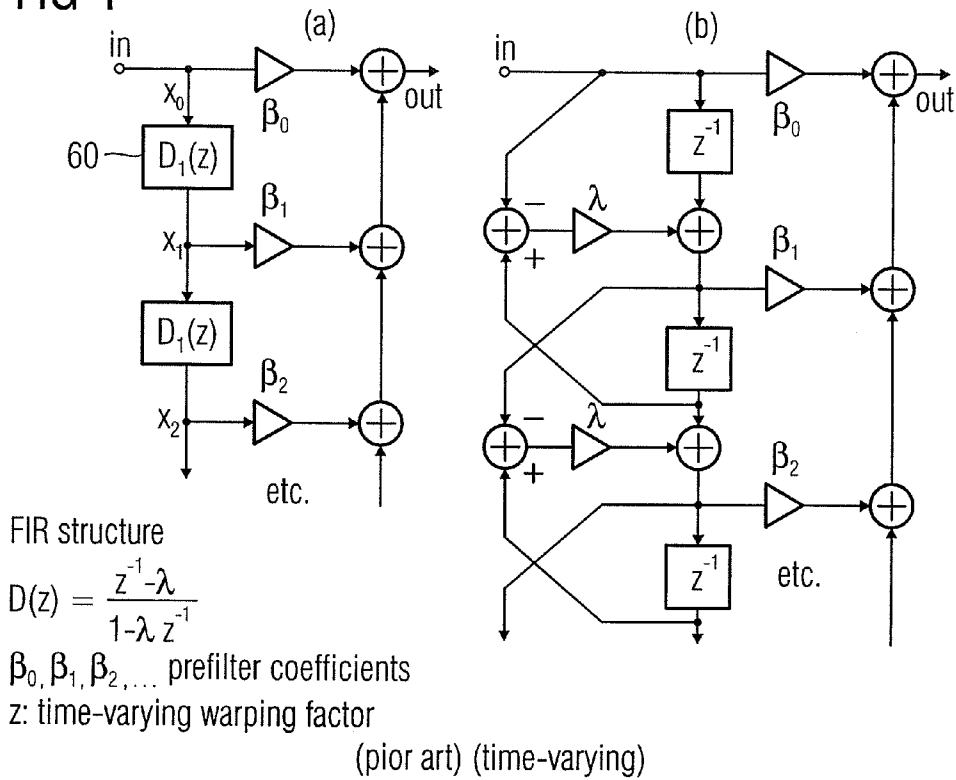 (a)
in
x₀
β₀
out
60
D₁(z)
x₁
β₁
D₁(z)
x₂
β₂
etc.
(b)
in
β₀
out
z⁻¹
−
λ
+
β₁
z⁻¹
−
λ
+
β₂
z⁻¹
etc.
FIR structure
D(z) = (z⁻¹-λ)/(1-λ z⁻¹)
β₀, β₁, β₂, ... prefilter coefficients
z: time-varying warping factor
(pior art) (time-varying)